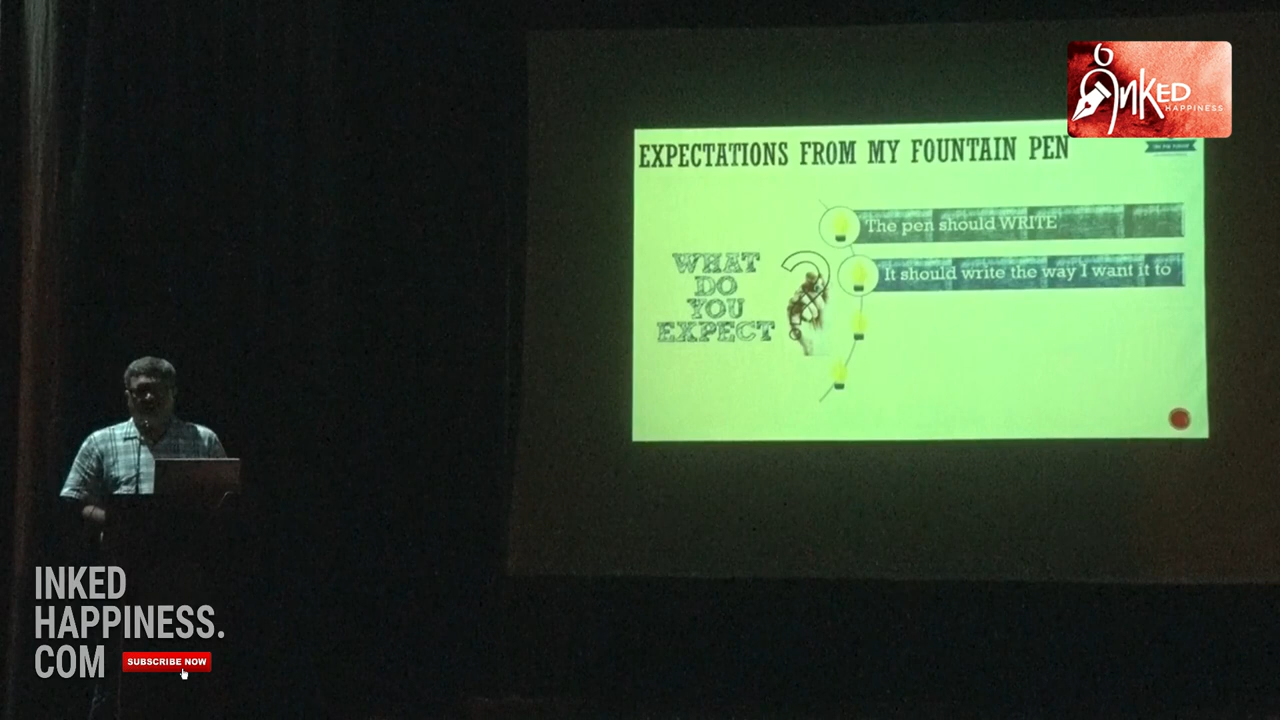 INKED
HAPPINESS
EXPECTATIONS FROM MY FOUNTAIN PEN
The pen should WRITE
It should write the way I want it to
WHAT
DO
YOU
EXPECT
INKED
HAPPINESS.
COM
SUBSCRIBE NOW